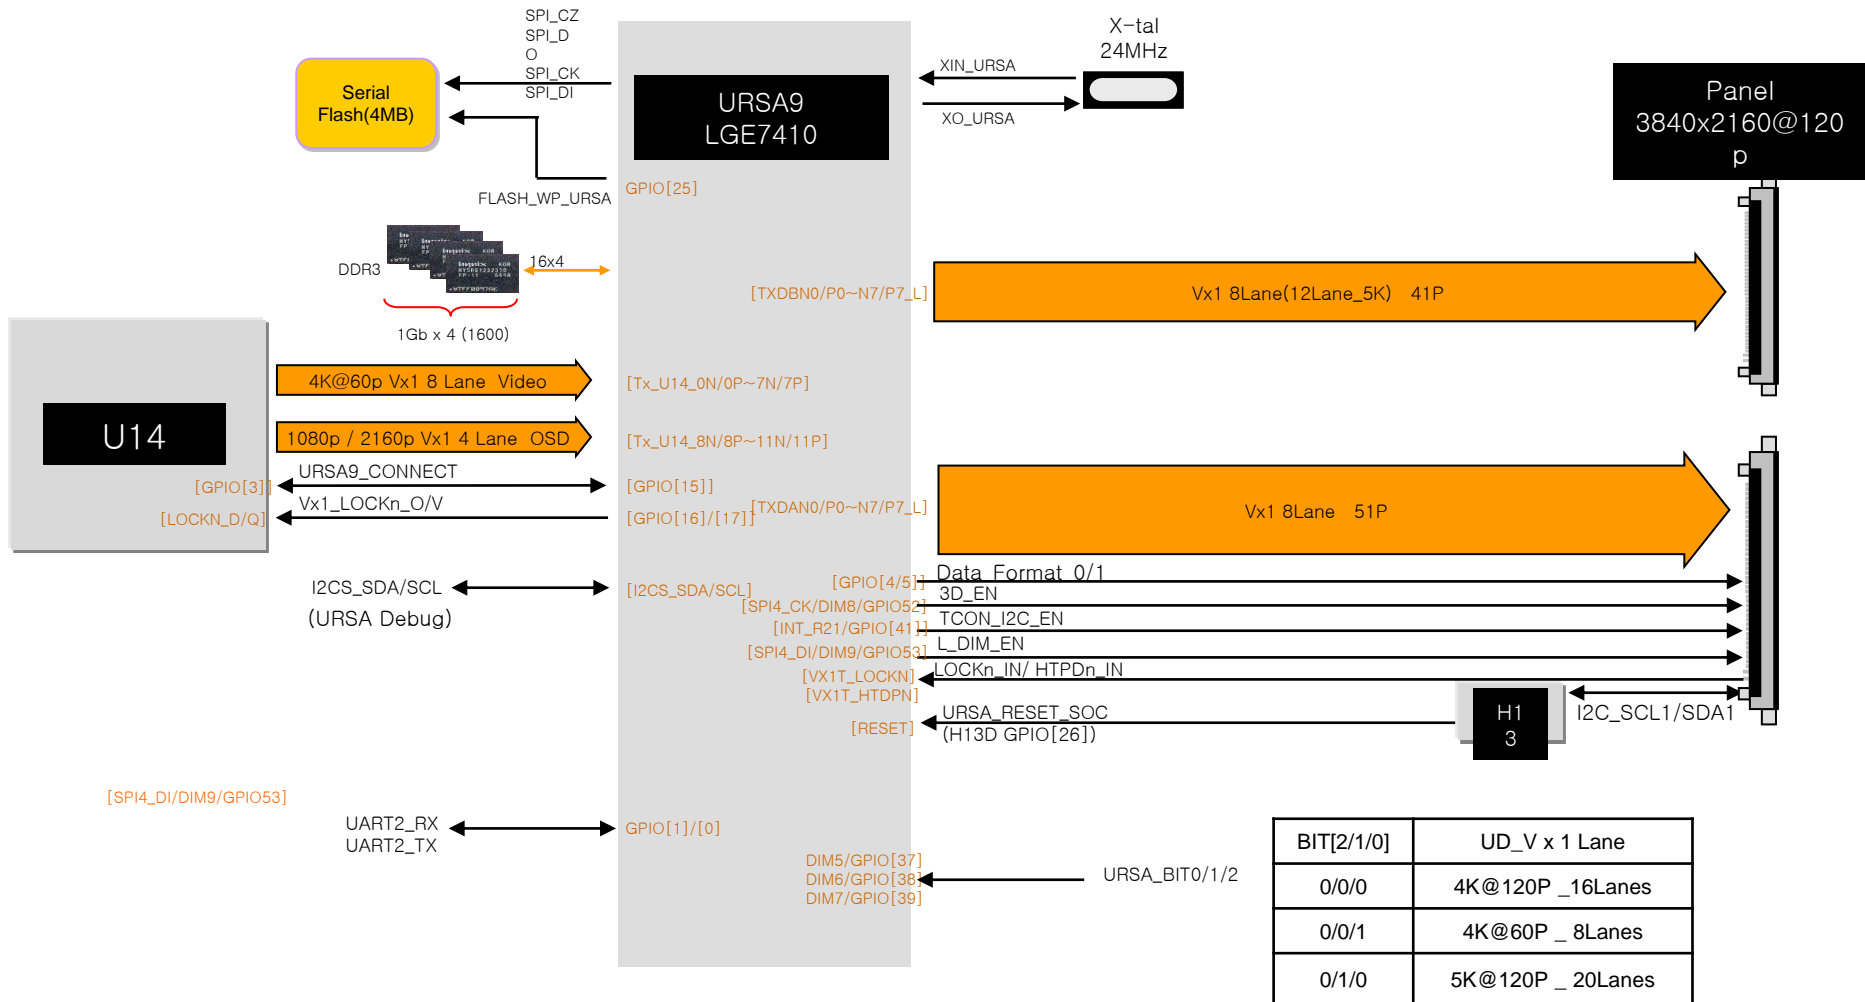 SPI_CZ
SPI_D
O
SPI_CK
SPI_DI
Serial
Flash(4MB)
URSA9
LGE7410
XIN_URSA
XO_URSA
X-tal
24MHz
Panel
3840x2160@120
p
FLASH_WP_URSA
GPIO[25]
DDR3
16x4
1Gb x 4 (1600)
[TXDBN0/P0~N7/P7_L]
Vx1 8Lane(12Lane_5K) 41P
U14
4K@60p Vx1 8 Lane Video
[Tx_U14_0N/0P~7N/7P]
1080p / 2160p Vx1 4 Lane OSD
[Tx_U14_8N/8P~11N/11P]
[GPIO[3]]
URSA9_CONNECT
[GPIO[15]]
[LOCKN_D/Q]
Vx1_LOCKn_O/V
[GPIO[16]/[17]]
[TXDAN0/P0~N7/P7_L]
Vx1 8Lane 51P
I2CS_SDA/SCL
(URSA Debug)
[I2CS_SDA/SCL]
[GPIO[4/5]]
Data_Format_0/1
[SPI4_CK/DIM8/GPIO52]
3D_EN
[INT_R21/GPIO[41]]
TCON_I2C_EN
[SPI4_DI/DIM9/GPIO53]
L_DIM_EN
[VX1T_LOCKN]
LOCKn_IN/ HTPDn_IN
[VX1T_HTDPN]
[RESET]
URSA_RESET_SOC
(H13D GPIO[26])
H1
3
I2C_SCL1/SDA1
[SPI4_DI/DIM9/GPIO53]
UART2_RX
UART2_TX
GPIO[1]/[0]
DIM5/GPIO[37]
DIM6/GPIO[38]
DIM7/GPIO[39]
URSA_BIT0/1/2
BIT[2/1/0] UD_V x 1 Lane
0/0/0 4K@120P _16Lanes
0/0/1 4K@60P _ 8Lanes
0/1/0 5K@120P _ 20Lanes